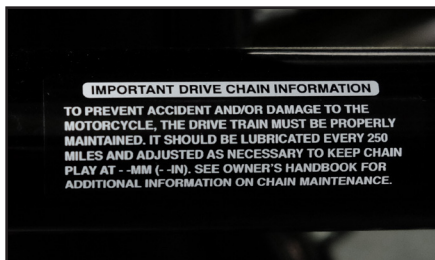 IMPORTANT DRIVE CHAIN INFORMATION
TO PREVENT ACCIDENT AND/OR DAMAGE TO THE
MOTORCYCLE, THE DRIVE TRAIN MUST BE PROPERLY
MAINTAINED. IT SHOULD BE LUBRICATED EVERY 250
MILES AND ADJUSTED AS NECESSARY TO KEEP CHAIN
PLAY AT - -MM (- -IN). SEE OWNER'S HANDBOOK FOR
ADDITIONAL INFORMATION ON CHAIN MAINTENANCE.